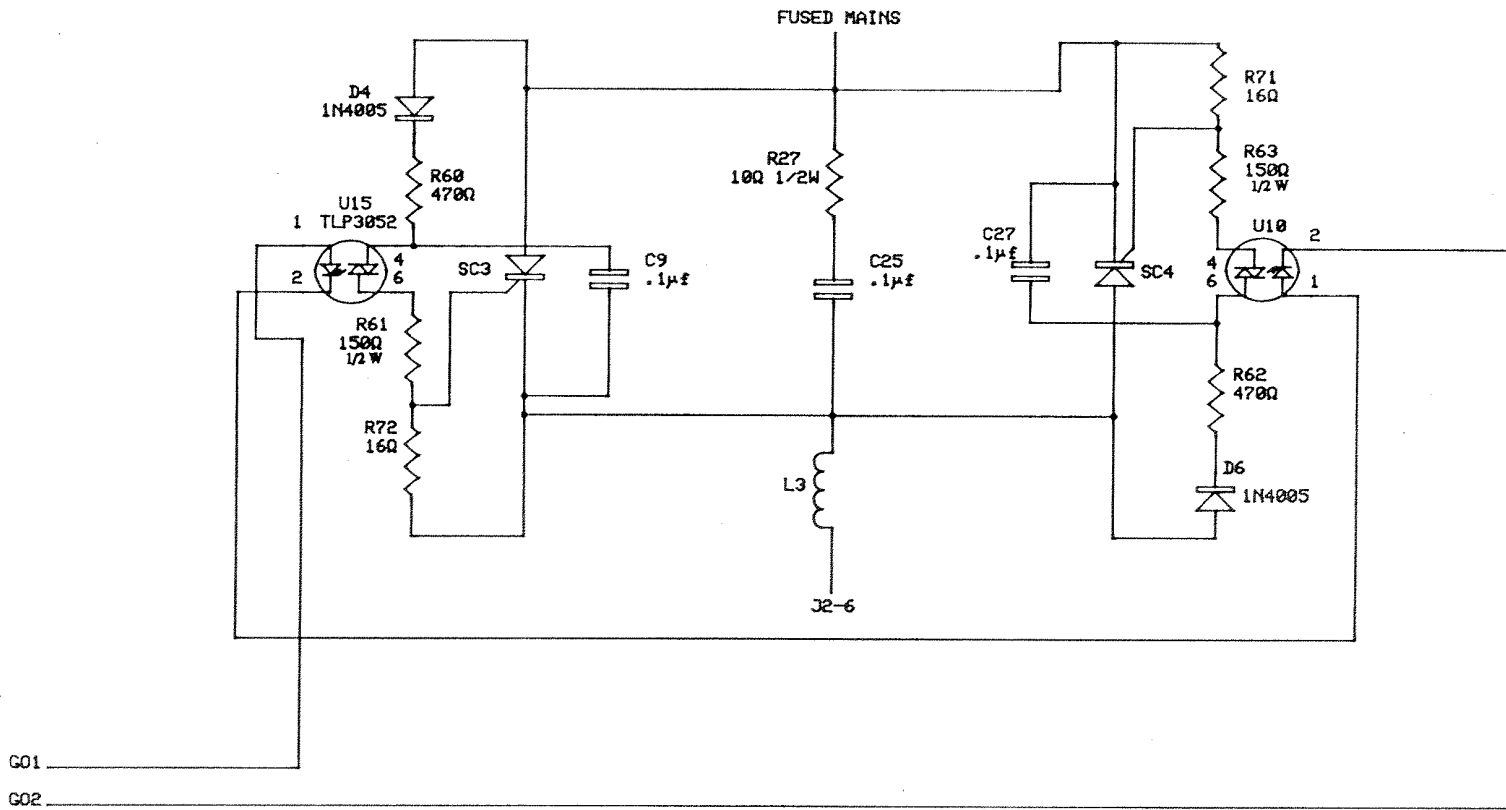 FUSED MAINS
D4
1N4005
R60
470Ω
U15
TLP3052
1
2
4
6
R61
150Ω
1/2 W
R72
16Ω
SC3
C9
.1µf
R27
10Ω 1/2W
C25
.1µf
L3
J2-6
C27
.1µf
SC4
R71
16Ω
R63
150Ω
1/2 W
U10
2
4
6
1
R62
470Ω
D6
1N4005
GO1
GO2